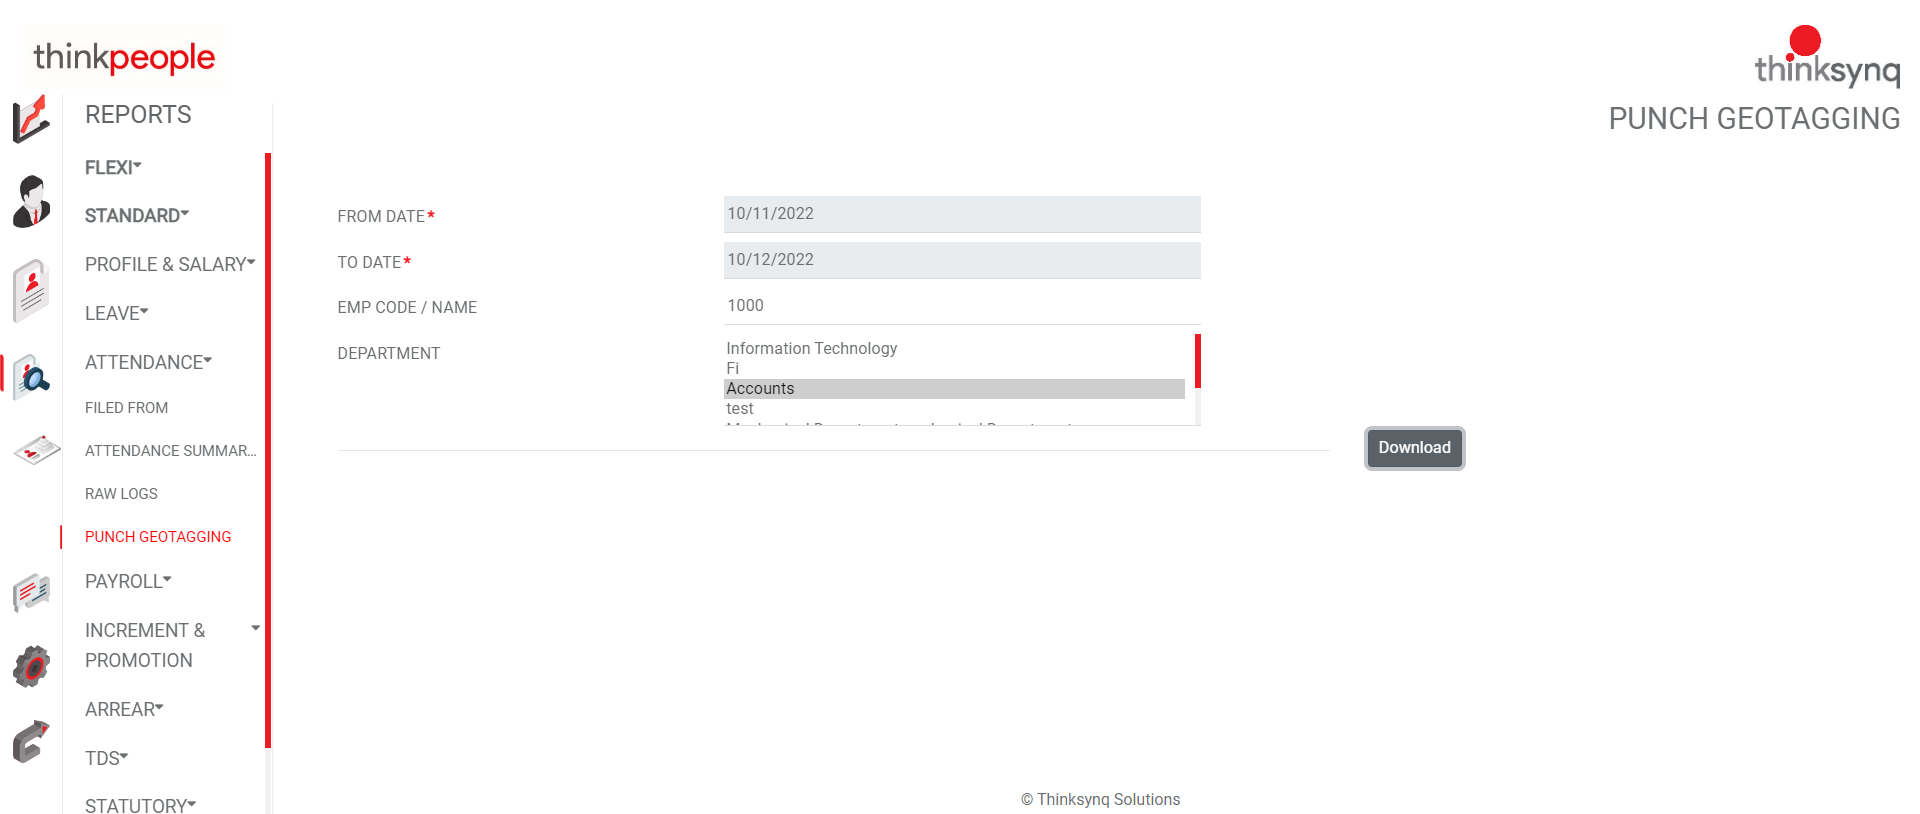 thinkpeople
thinksynq
PUNCH GEOTAGGING
REPORTS
FLEXI
STANDARD
PROFILE & SALARY
LEAVE
ATTENDANCE
FILED FROM
ATTENDANCE SUMMAR...
RAW LOGS
PUNCH GEOTAGGING
PAYROLL
INCREMENT &
PROMOTION
ARREAR
TDS
STATUTORY
FROM DATE*
10/11/2022
TO DATE*
10/12/2022
EMP CODE / NAME
1000
DEPARTMENT
Information Technology
Fi
Accounts
test
Download
© Thinksynq Solutions